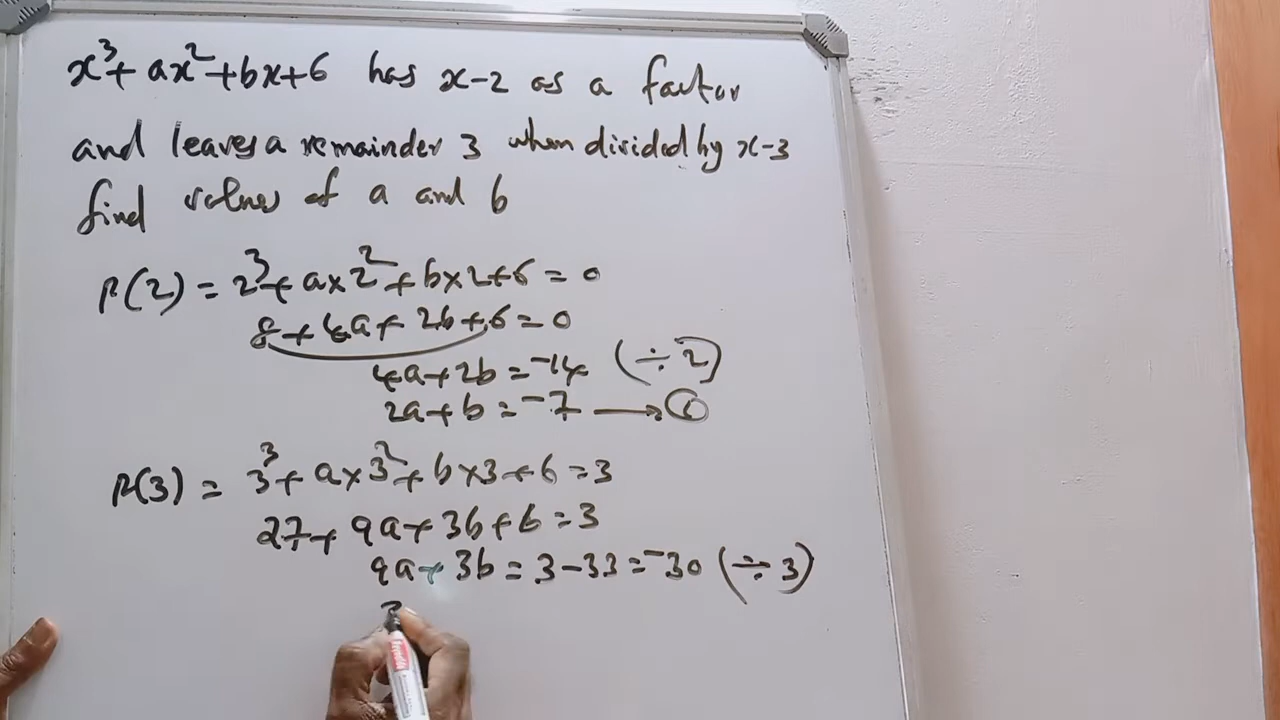 x³+ ax²+bx+6 has x-2 as a factor
and leaves a remainder 3 when divided by x-3
find values of a and b
P(2) = 2³+ a×2²+b×2+6=0
8+4a+2b+6=0
4a+2b=⁻14 (÷2)
2a+b=⁻7 → ①
P(3) = 3³+a×3²+b×3+6=3
27+9a+3b+6=3
9a+3b=3-33=⁻30 (÷3)
3